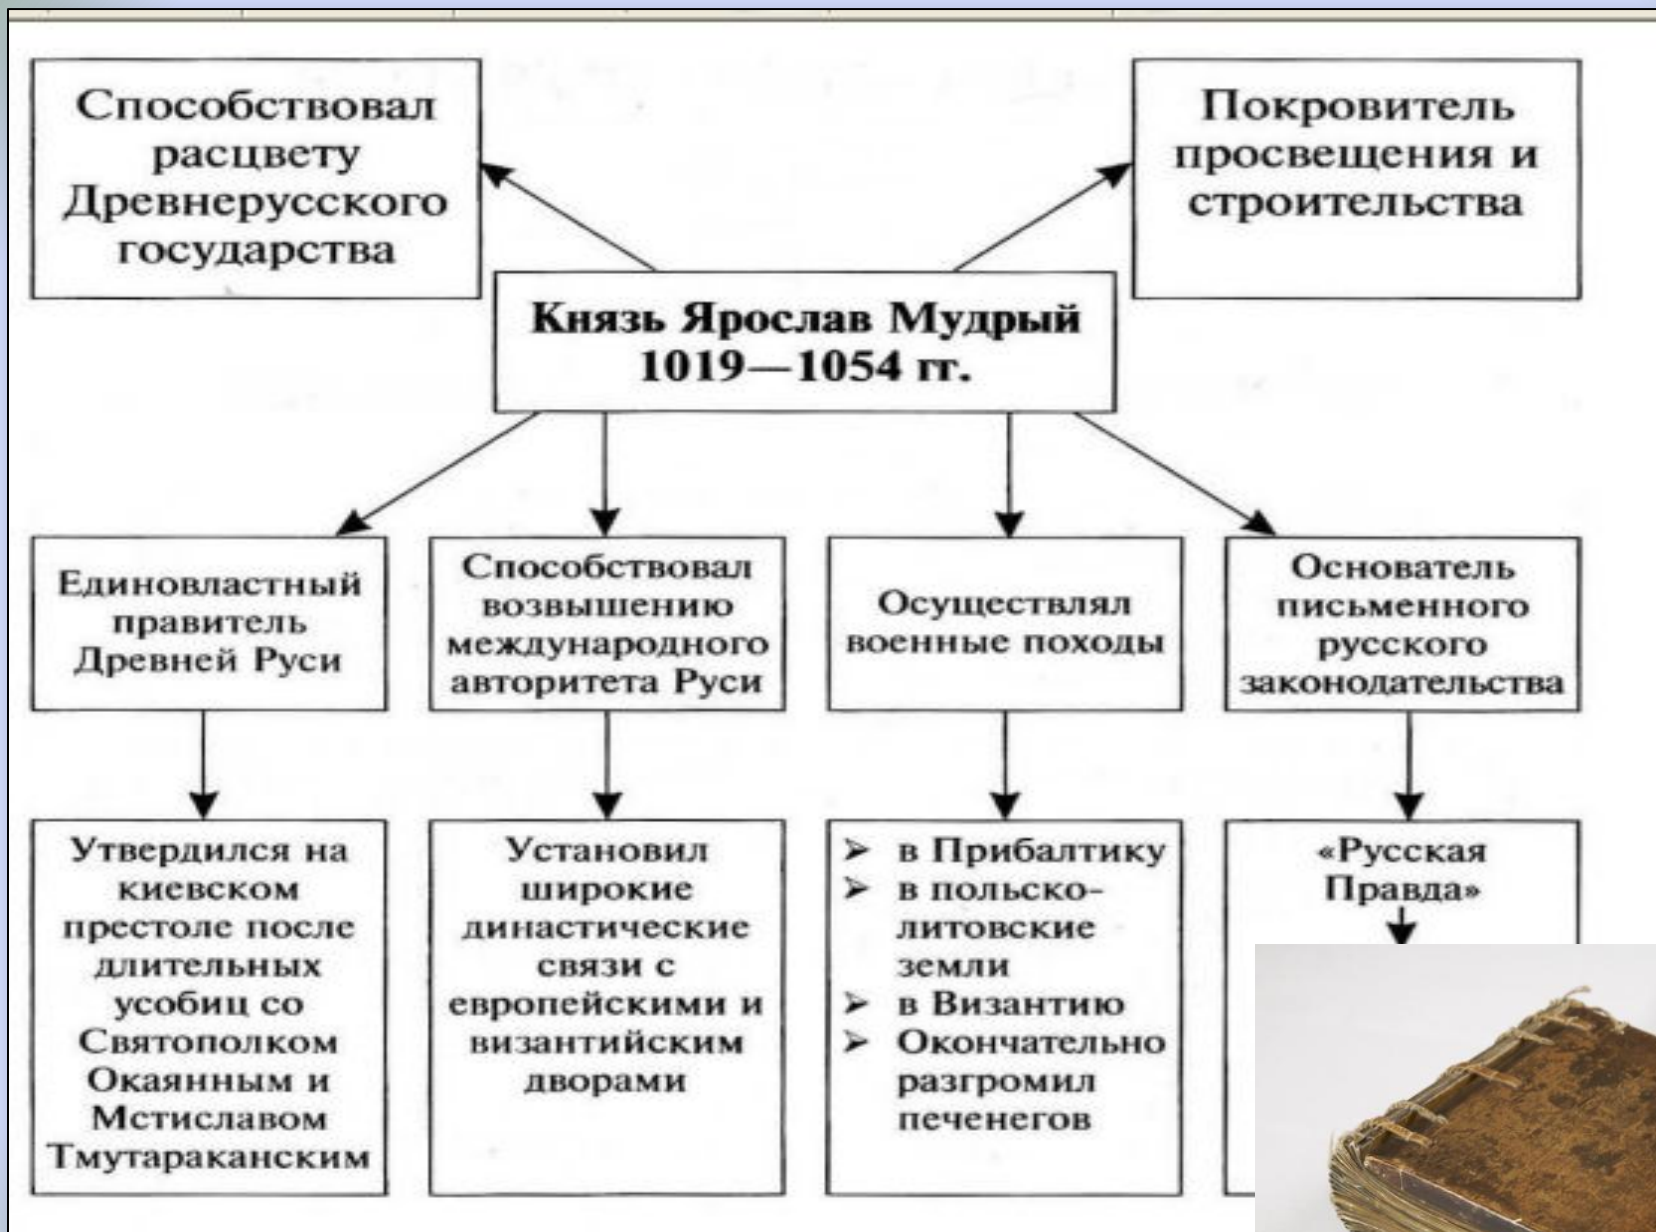 Способствовал
расцвету
Древнерусского
государства
Покровитель
просвещения и
строительства
Князь Ярослав Мудрый
1019—1054 гг.
Единовластный
правитель
Древней Руси
Способствовал
возвышению
международного
авторитета Руси
Осуществлял
военные походы
Основатель
письменного
русского
законодательства
Утвердился на
киевском
престоле после
длительных
усобиц со
Святополком
Окаянным и
Мстиславом
Тмутараканским
Установил
широкие
династические
связи с
европейскими и
византийским
дворами
➢ в Прибалтику
➢ в польско-
литовские
земли
➢ в Византию
➢ Окончательно
разгромил
печенегов
«Русская
Правда»